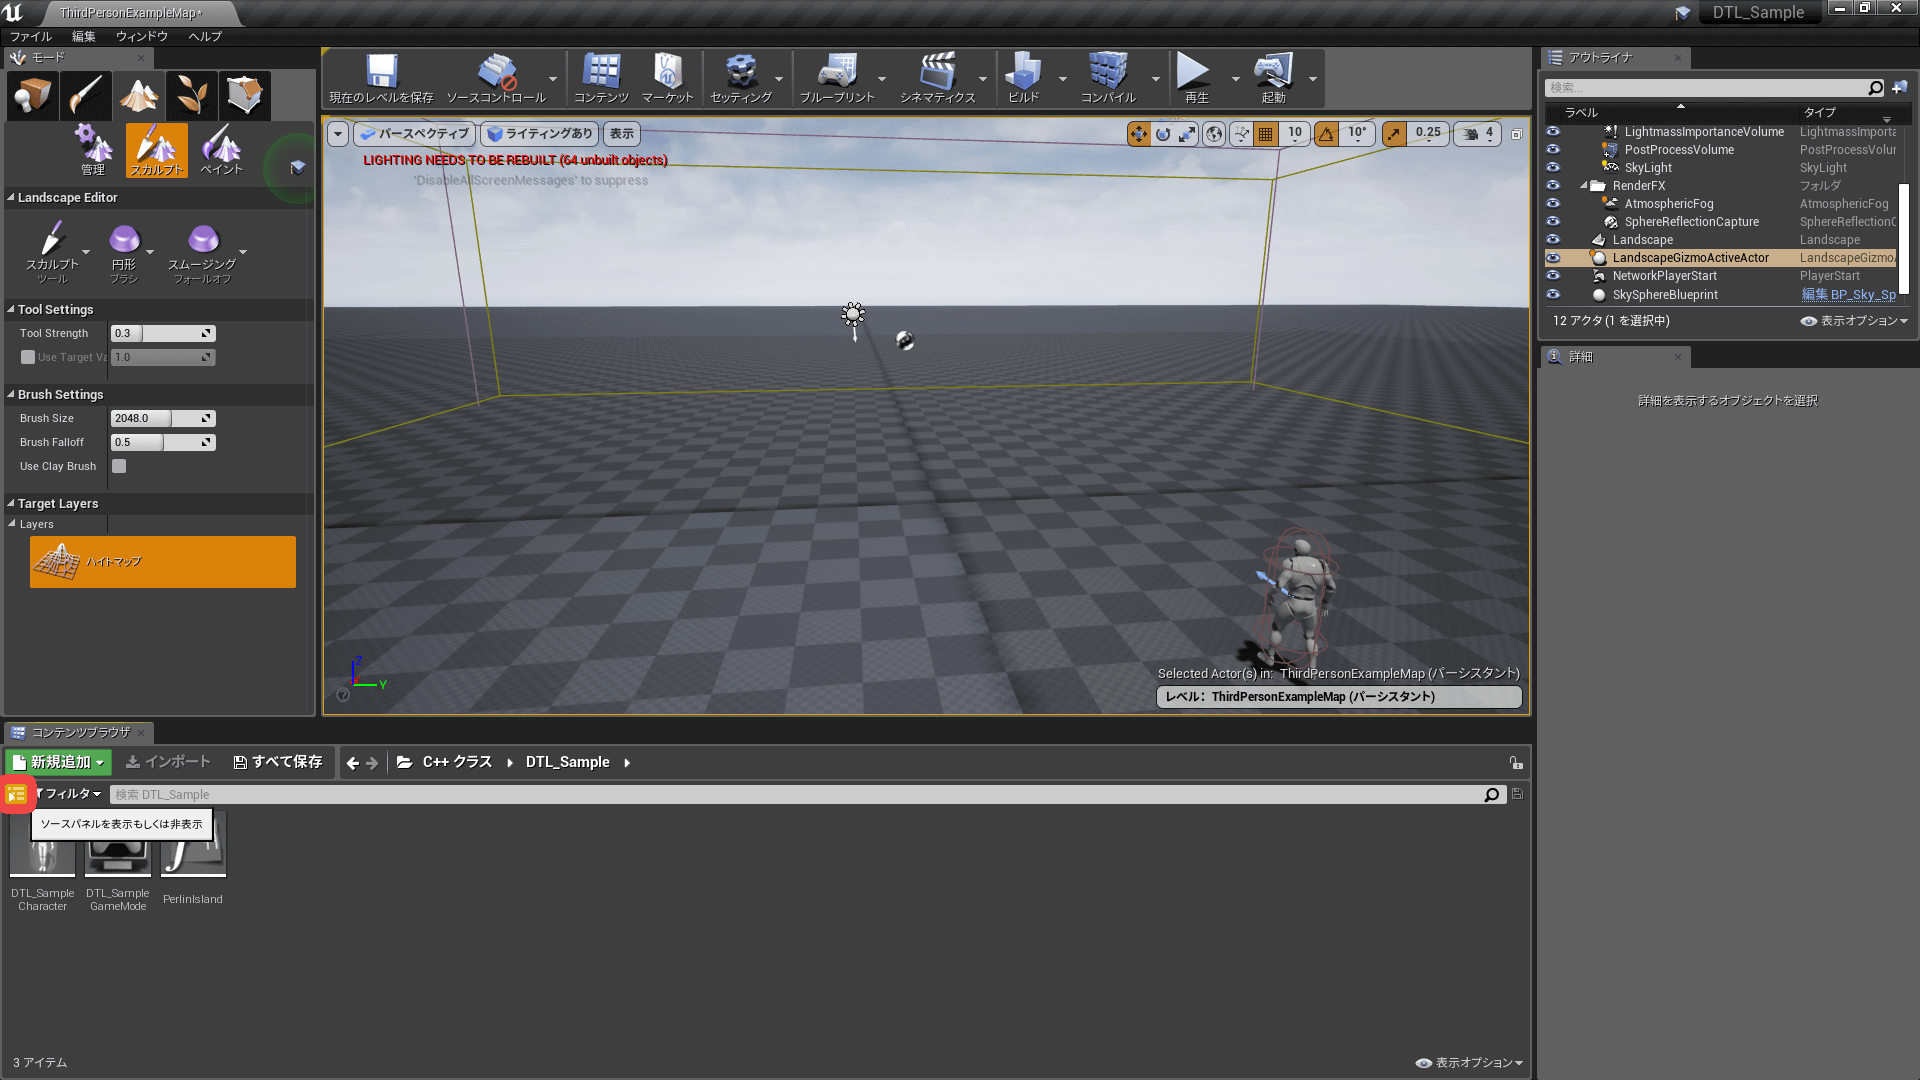 ThirdPersonExampleMap*
DTL_Sample
ファイル 編集 ウィンドウ ヘルプ
モード
管理 スカルプト ペイント
Landscape Editor
スカルプト 円形 スムージング
ツール ブラシ フォールオフ
Tool Settings
Tool Strength 0.3
Use Target Va 1.0
Brush Settings
Brush Size 2048.0
Brush Falloff 0.5
Use Clay Brush
Target Layers
Layers
ハイトマップ
現在のレベルを保存 ソースコントロール コンテンツ マーケット セッティング ブループリント シネマティクス ビルド コンパイル 再生 起動
パースペクティブ ライティングあり 表示 10 10° 0.25 4
LIGHTING NEEDS TO BE REBUILT (64 unbuilt objects)
'DisableAllScreenMessages' to suppress
Z
Y
Selected Actor(s) in: ThirdPersonExampleMap (パーシスタント)
レベル: ThirdPersonExampleMap (パーシスタント)
アウトライナ
検索...
ラベル タイプ
LightmassImportanceVolume LightmassImporta
PostProcessVolume PostProcessVolur
SkyLight SkyLight
RenderFX フォルダ
AtmosphericFog AtmosphericFog
SphereReflectionCapture SphereReflectionC
Landscape Landscape
LandscapeGizmoActiveActor LandscapeGizmoA
NetworkPlayerStart PlayerStart
SkySphereBlueprint 編集 BP_Sky_Sp
12 アクタ (1 を選択中) 表示オプション
詳細
詳細を表示するオブジェクトを選択
コンテンツブラウザ
新規追加 インポート すべて保存 C++ クラス DTL_Sample
フィルタ 検索 DTL_Sample
ソースパネルを表示もしくは非表示
DTL_Sample
Character
DTL_Sample
GameMode
PerlinIsland
3 アイテム
表示オプション